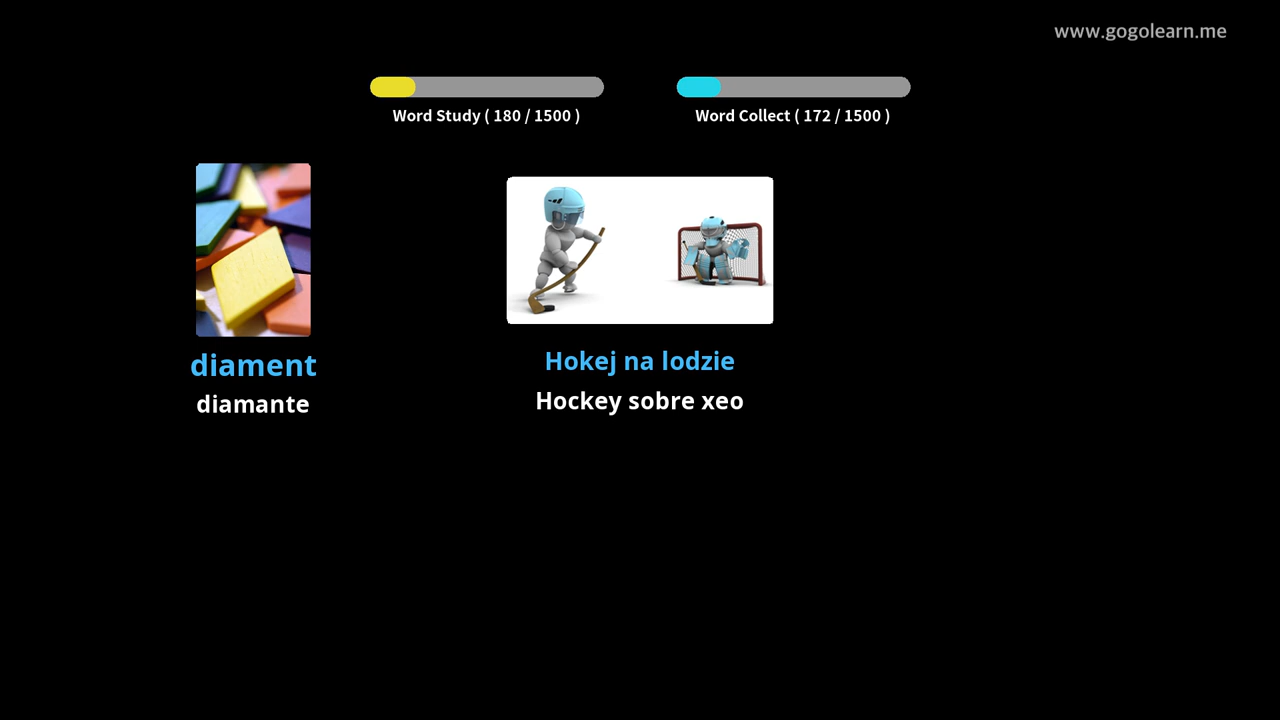 www.gogolearn.me
Word Study ( 180 / 1500 )
Word Collect ( 172 / 1500 )
diament
diamante
Hokej na lodzie
Hockey sobre xeo